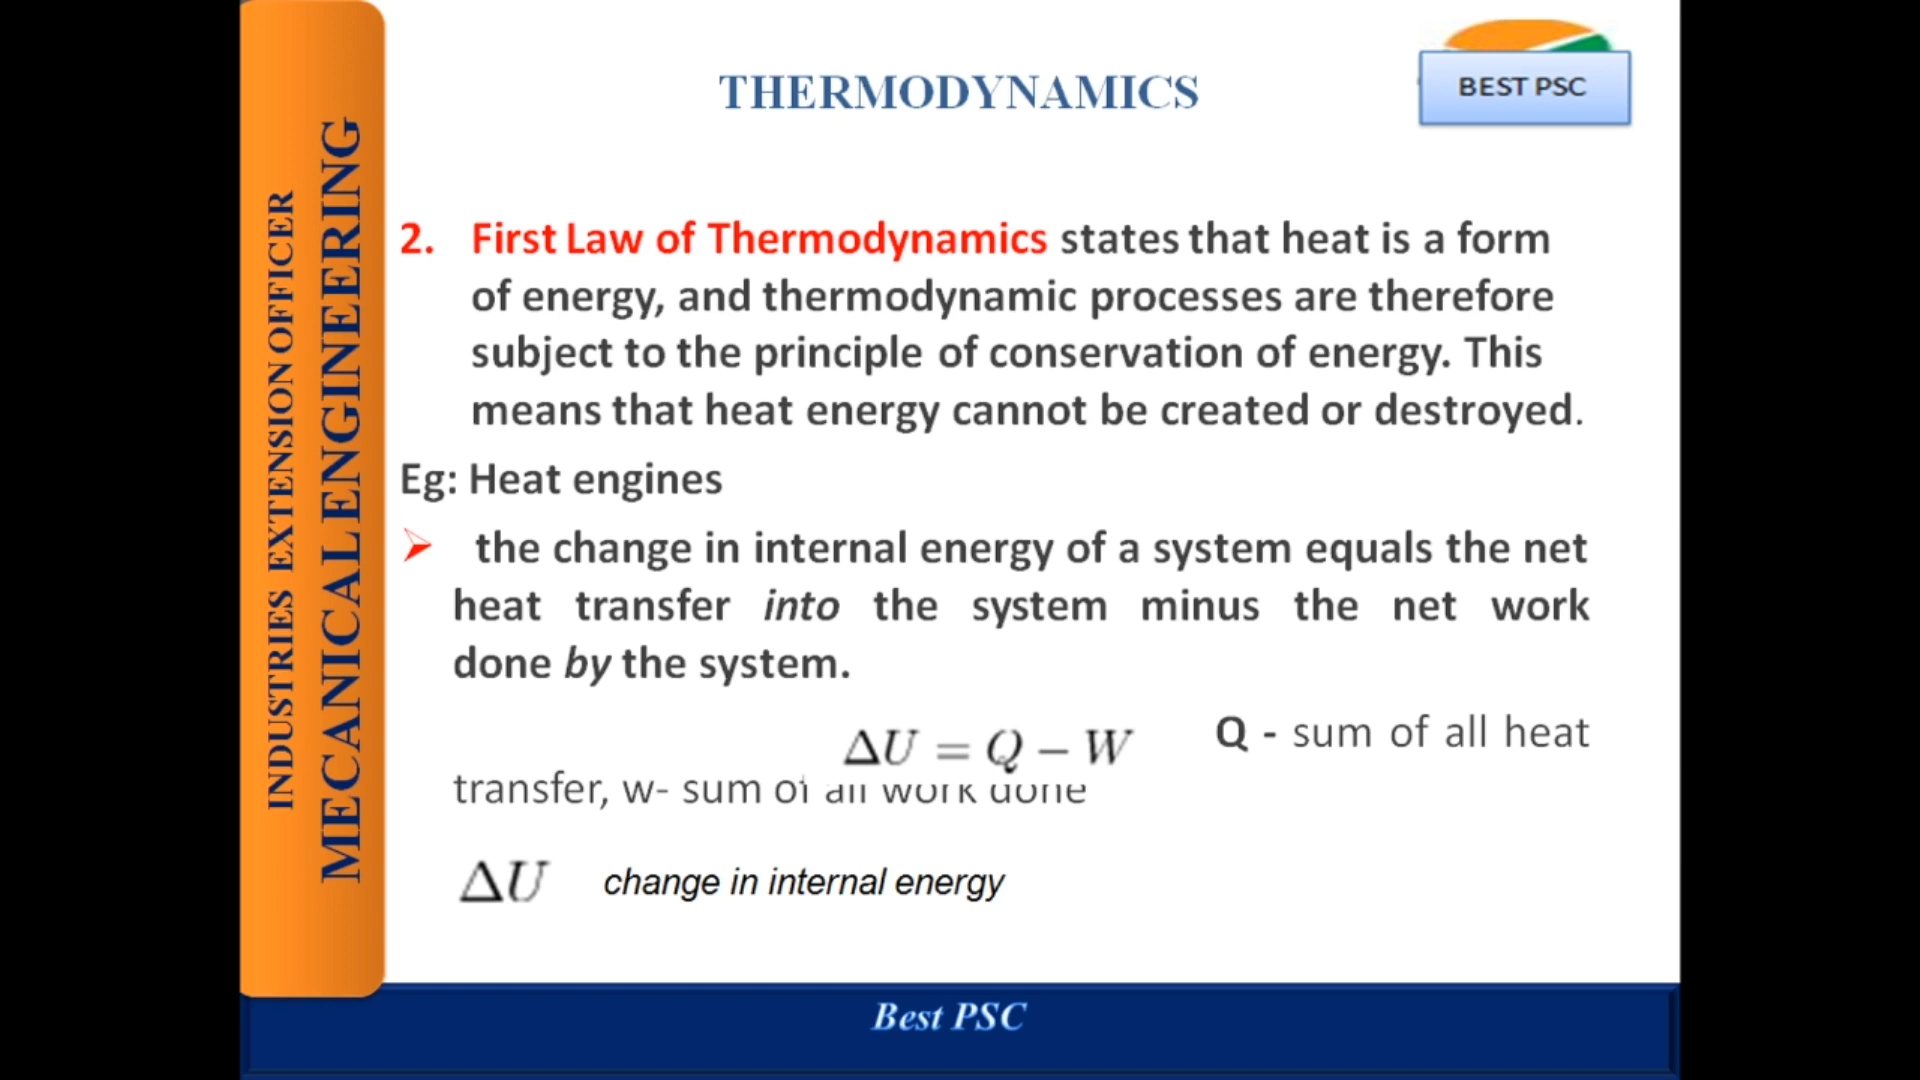 THERMODYNAMICS
BEST PSC
INDUSTRIES EXTENSION OFFICER
MECANICAL ENGINEERING
2. First Law of Thermodynamics states that heat is a form
of energy, and thermodynamic processes are therefore
subject to the principle of conservation of energy. This
means that heat energy cannot be created or destroyed.
Eg: Heat engines
➢ the change in internal energy of a system equals the net
heat transfer into the system minus the net work
done by the system.
ΔU = Q − W Q - sum of all heat
transfer, w- sum of all work done
ΔU change in internal energy
Best PSC